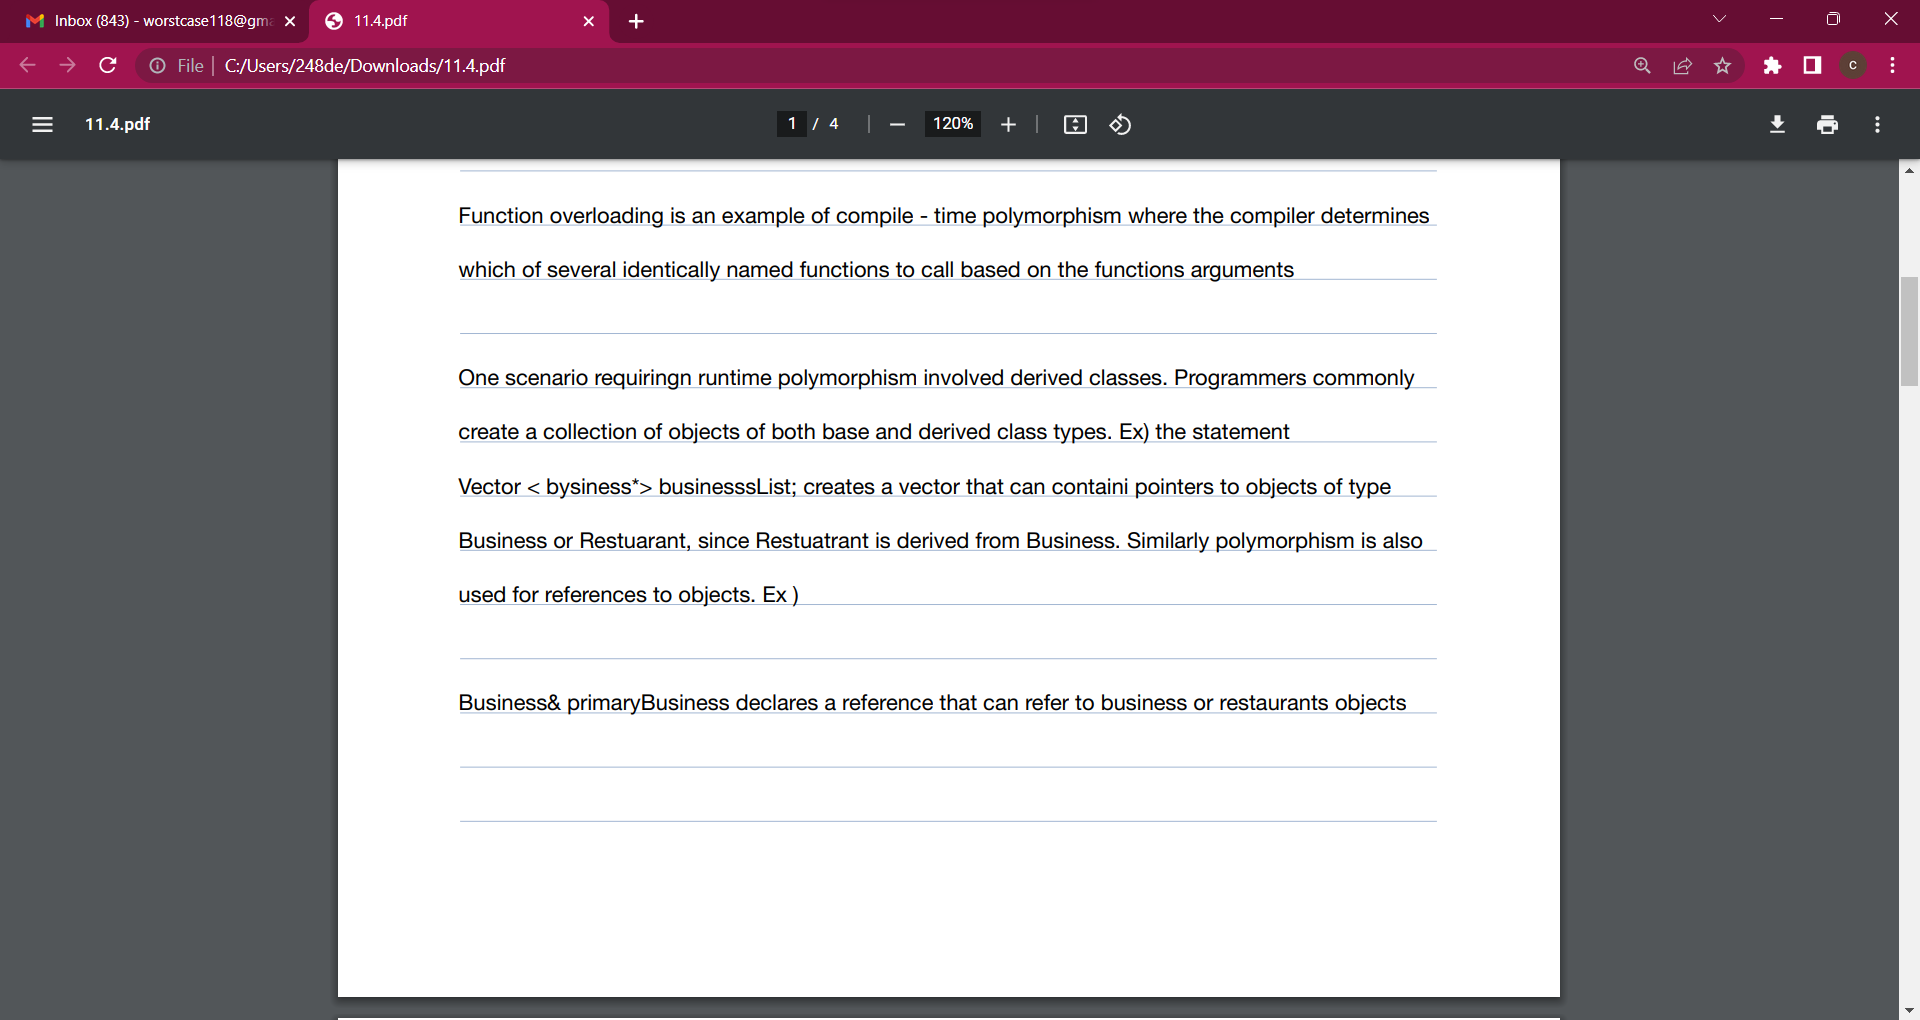 Inbox (843) - worstcase118@gma
11.4.pdf
File
C:/Users/248de/Downloads/11.4.pdf
c
11.4.pdf
1 / 4
120%
Function overloading is an example of compile - time polymorphism where the compiler determines
which of several identically named functions to call based on the functions arguments
One scenario requiringn runtime polymorphism involved derived classes. Programmers commonly
create a collection of objects of both base and derived class types. Ex) the statement
Vector < bysiness*> businesssList; creates a vector that can containi pointers to objects of type
Business or Restuarant, since Restuatrant is derived from Business. Similarly polymorphism is also
used for references to objects. Ex )
Business& primaryBusiness declares a reference that can refer to business or restaurants objects